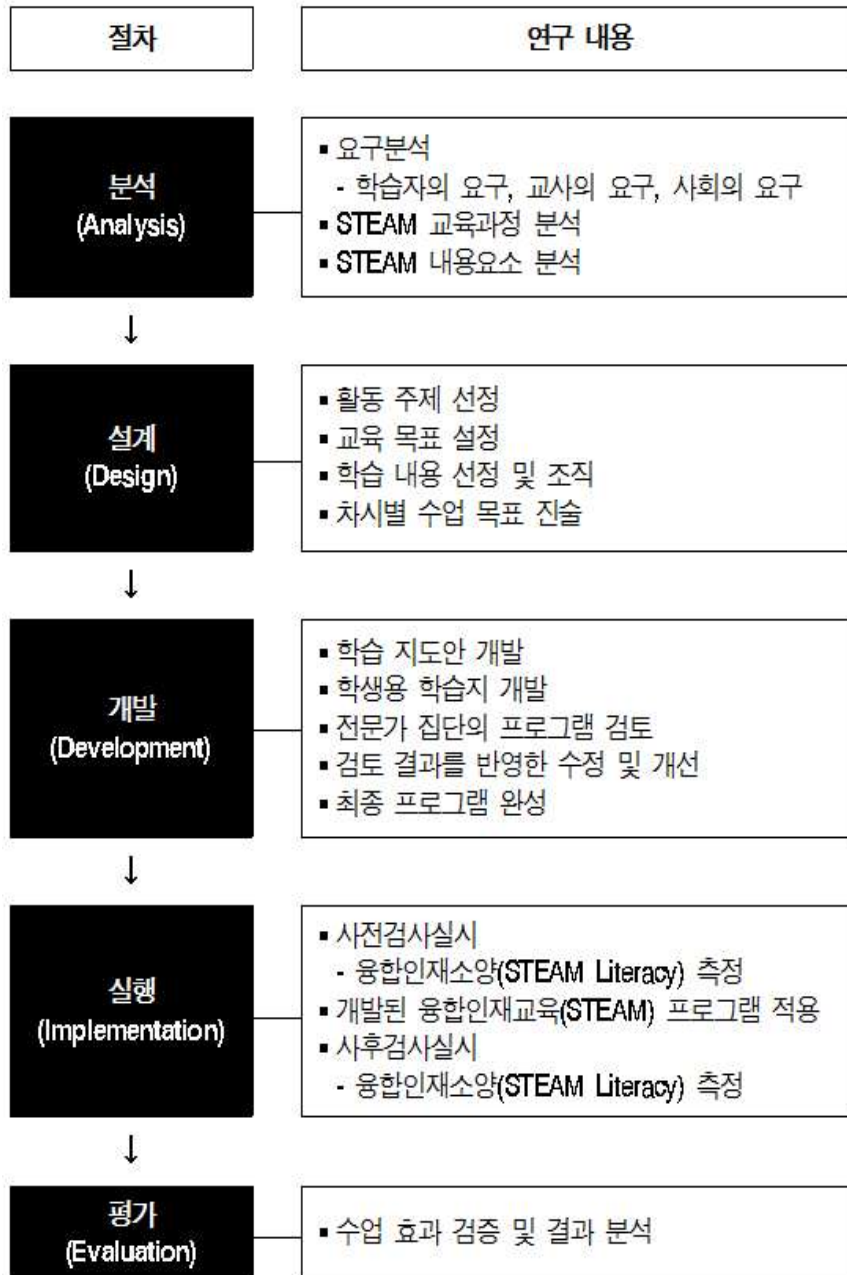 절차
연구 내용
분석
(Analysis)
▪ 요구분석
- 학습자의 요구, 교사의 요구, 사회의 요구
▪ STEAM 교육과정 분석
▪ STEAM 내용요소 분석
↓
설계
(Design)
▪ 활동 주제 선정
▪ 교육 목표 설정
▪ 학습 내용 선정 및 조직
▪ 차시별 수업 목표 진술
↓
개발
(Development)
▪ 학습 지도안 개발
▪ 학생용 학습지 개발
▪ 전문가 집단의 프로그램 검토
▪ 검토 결과를 반영한 수정 및 개선
▪ 최종 프로그램 완성
↓
실행
(Implementation)
▪ 사전검사실시
- 융합인재소양(STEAM Literacy) 측정
▪ 개발된 융합인재교육(STEAM) 프로그램 적용
▪ 사후검사실시
- 융합인재소양(STEAM Literacy) 측정
↓
평가
(Evaluation)
▪ 수업 효과 검증 및 결과 분석